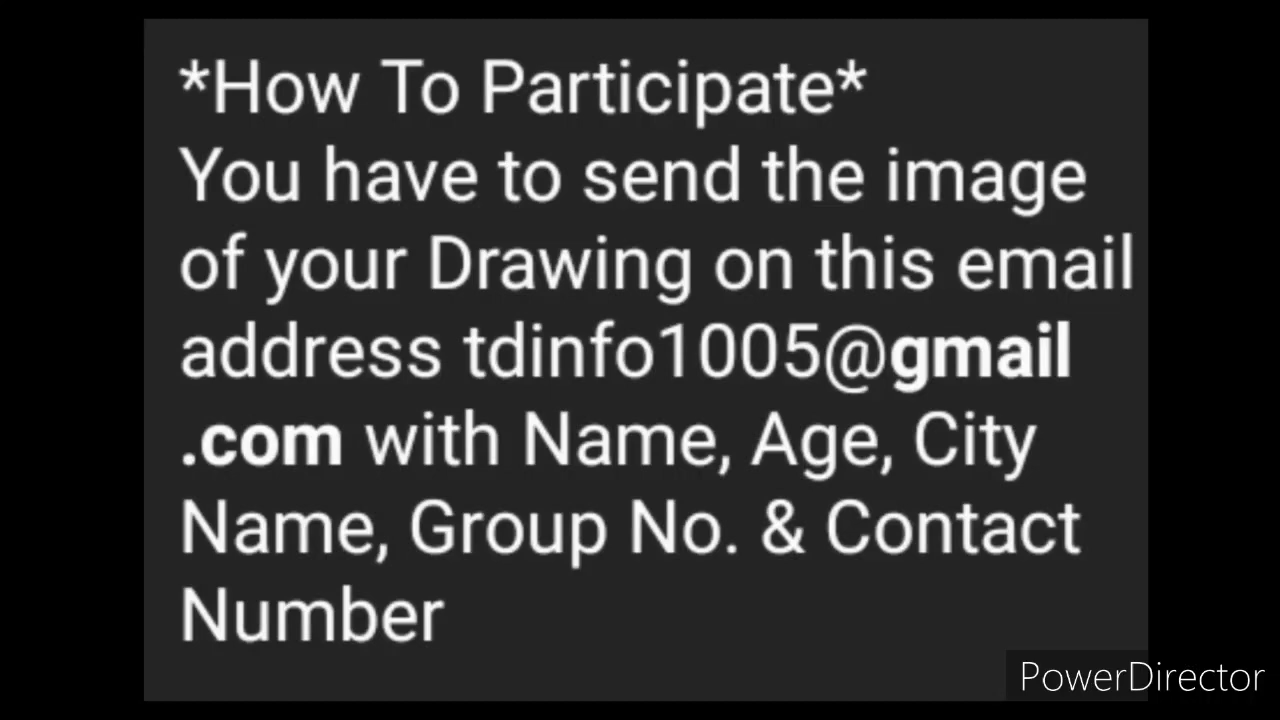 *How To Participate*
You have to send the image
of your Drawing on this email
address tdinfo1005@gmail
.com with Name, Age, City
Name, Group No. & Contact
Number
PowerDirector